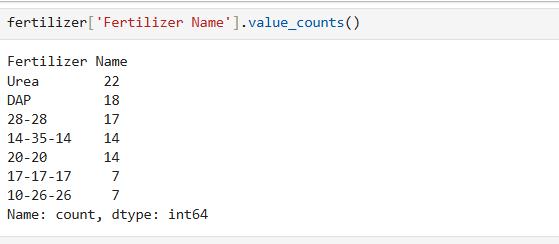 fertilizer['Fertilizer Name'].value_counts()
Fertilizer Name
Urea        22
DAP         18
28-28       17
14-35-14    14
20-20       14
17-17-17     7
10-26-26     7
Name: count, dtype: int64